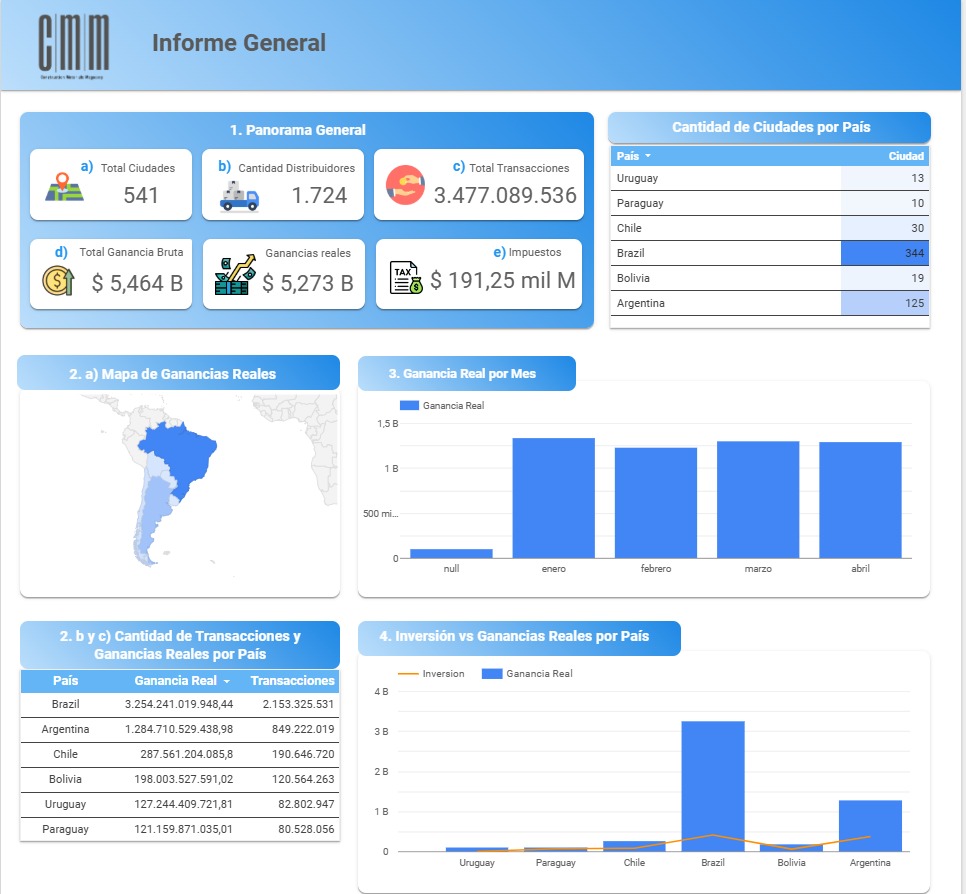 CMM
Informe General
1. Panorama General
a) Total Ciudades
541
b) Cantidad Distribuidores
1.724
c) Total Transacciones
3.477.089.536
d) Total Ganancia Bruta
$ 5,464 B
Ganancias reales
$ 5,273 B
TAX
e) Impuestos
$ 191,25 mil M
Cantidad de Ciudades por País
País Ciudad
Uruguay 13
Paraguay 10
Chile 30
Brazil 344
Bolivia 19
Argentina 125
2. a) Mapa de Ganancias Reales
3. Ganancia Real por Mes
Ganancia Real
1,5 B
1 B
500 mi...
0
null enero febrero marzo abril
2. b y c) Cantidad de Transacciones y
Ganancias Reales por País
País Ganancia Real Transacciones
Brazil 3.254.241.019.948,44 2.153.325.531
Argentina 1.284.710.529.438,98 849.222.019
Chile 287.561.204.085,8 190.646.720
Bolivia 198.003.527.591,02 120.564.263
Uruguay 127.244.409.721,81 82.802.947
Paraguay 121.159.871.035,01 80.528.056
4. Inversión vs Ganancias Reales por País
Inversion Ganancia Real
4 B
3 B
2 B
1 B
0
Uruguay Paraguay Chile Brazil Bolivia Argentina